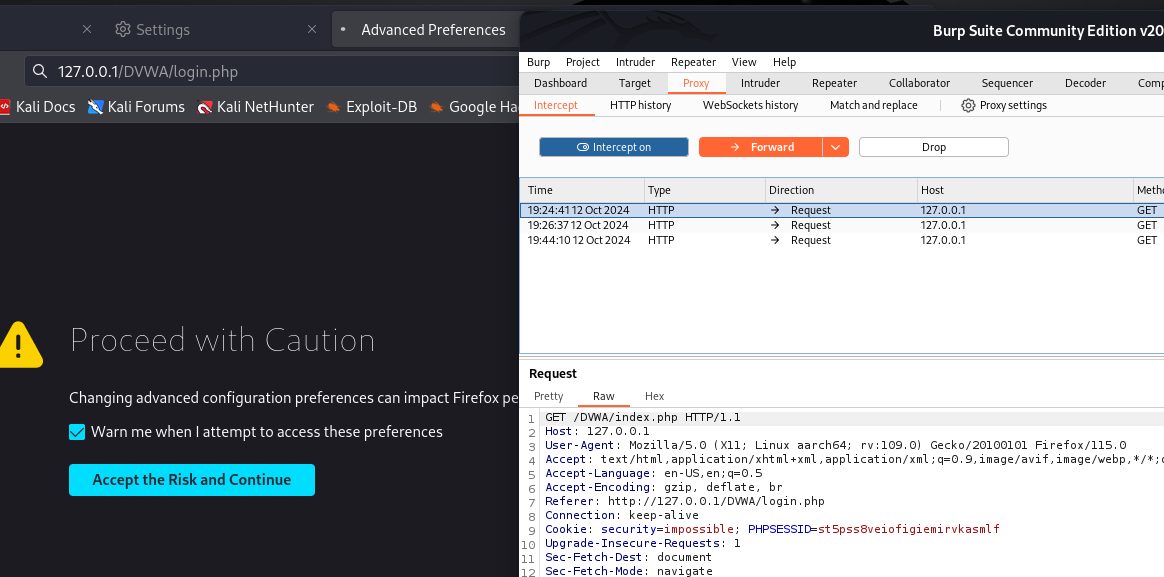 Settings
Advanced Preferences
127.0.0.1/DVWA/login.php
Kali Docs Kali Forums Kali NetHunter Exploit-DB Google Ha
Proceed with Caution
Changing advanced configuration preferences can impact Firefox pe
Warn me when I attempt to access these preferences
Accept the Risk and Continue
Burp Suite Community Edition v20
Burp Project Intruder Repeater View Help
Dashboard Target Proxy Intruder Repeater Collaborator Sequencer Decoder Comp
Intercept HTTP history WebSockets history Match and replace Proxy settings
Intercept on Forward Drop
Time Type Direction Host Metho
19:24:41 12 Oct 2024 HTTP → Request 127.0.0.1 GET
19:26:37 12 Oct 2024 HTTP → Request 127.0.0.1 GET
19:44:10 12 Oct 2024 HTTP → Request 127.0.0.1 GET
Request
Pretty Raw Hex
1 GET /DVWA/index.php HTTP/1.1
2 Host: 127.0.0.1
3 User-Agent: Mozilla/5.0 (X11; Linux aarch64; rv:109.0) Gecko/20100101 Firefox/115.0
4 Accept: text/html,application/xhtml+xml,application/xml;q=0.9,image/avif,image/webp,*/*;q
5 Accept-Language: en-US,en;q=0.5
6 Accept-Encoding: gzip, deflate, br
7 Referer: http://127.0.0.1/DVWA/login.php
8 Connection: keep-alive
9 Cookie: security=impossible; PHPSESSID=st5pss8veiofigiemirvkasmlf
10 Upgrade-Insecure-Requests: 1
11 Sec-Fetch-Dest: document
12 Sec-Fetch-Mode: navigate